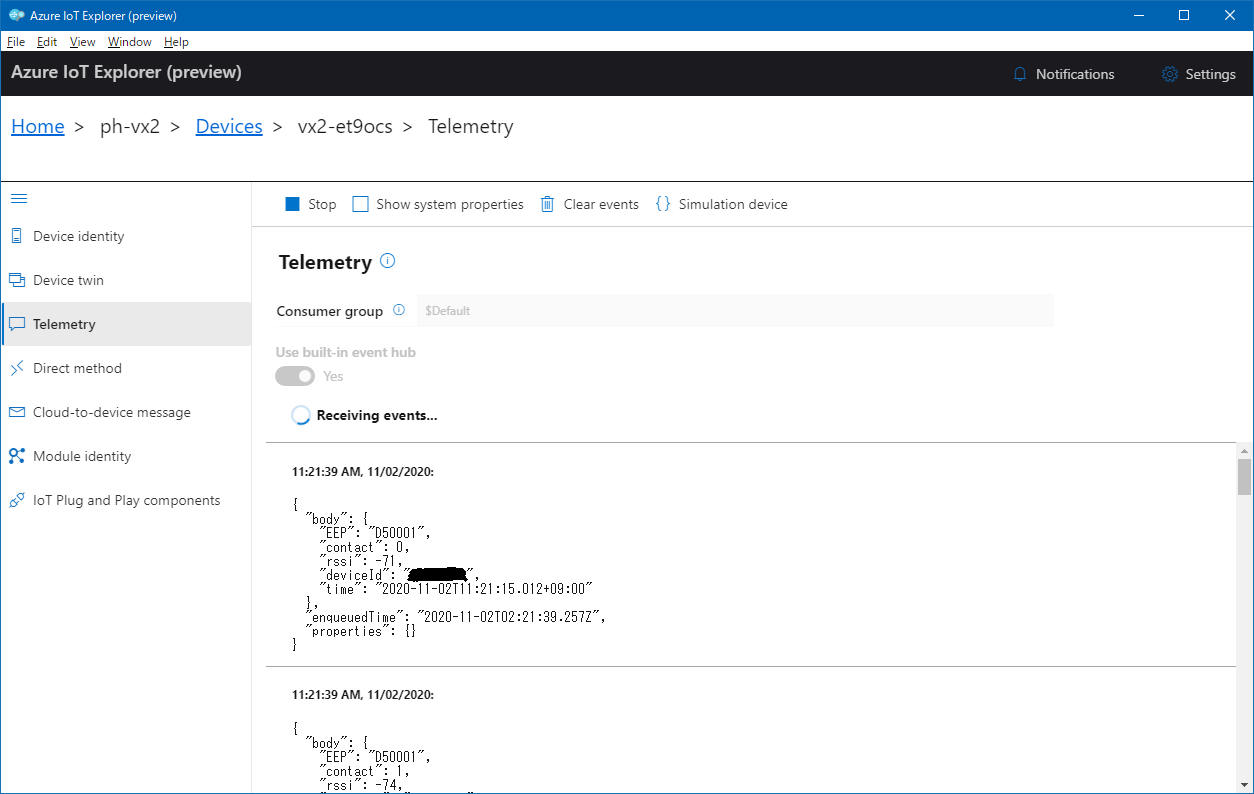 Azure IoT Explorer (preview)
File Edit View Window Help
Azure IoT Explorer (preview)
Notifications
Settings
Home > ph-vx2 > Devices > vx2-et9ocs > Telemetry
Stop
Show system properties
Clear events
{} Simulation device
Device identity
Device twin
Telemetry
Direct method
Cloud-to-device message
Module identity
IoT Plug and Play components
Telemetry
Consumer group
$Default
Use built-in event hub
Yes
Receiving events...
11:21:39 AM, 11/02/2020:
{
"body": {
"EEP": "D50001",
"contact": 0,
"rssi": -71,
"deviceId": "",
"time": "2020-11-02T11:21:15.012+09:00"
},
"enqueuedTime": "2020-11-02T02:21:39.257Z",
"properties": {}
}
11:21:39 AM, 11/02/2020:
{
"body": {
"EEP": "D50001",
"contact": 1,
"rssi": -74,